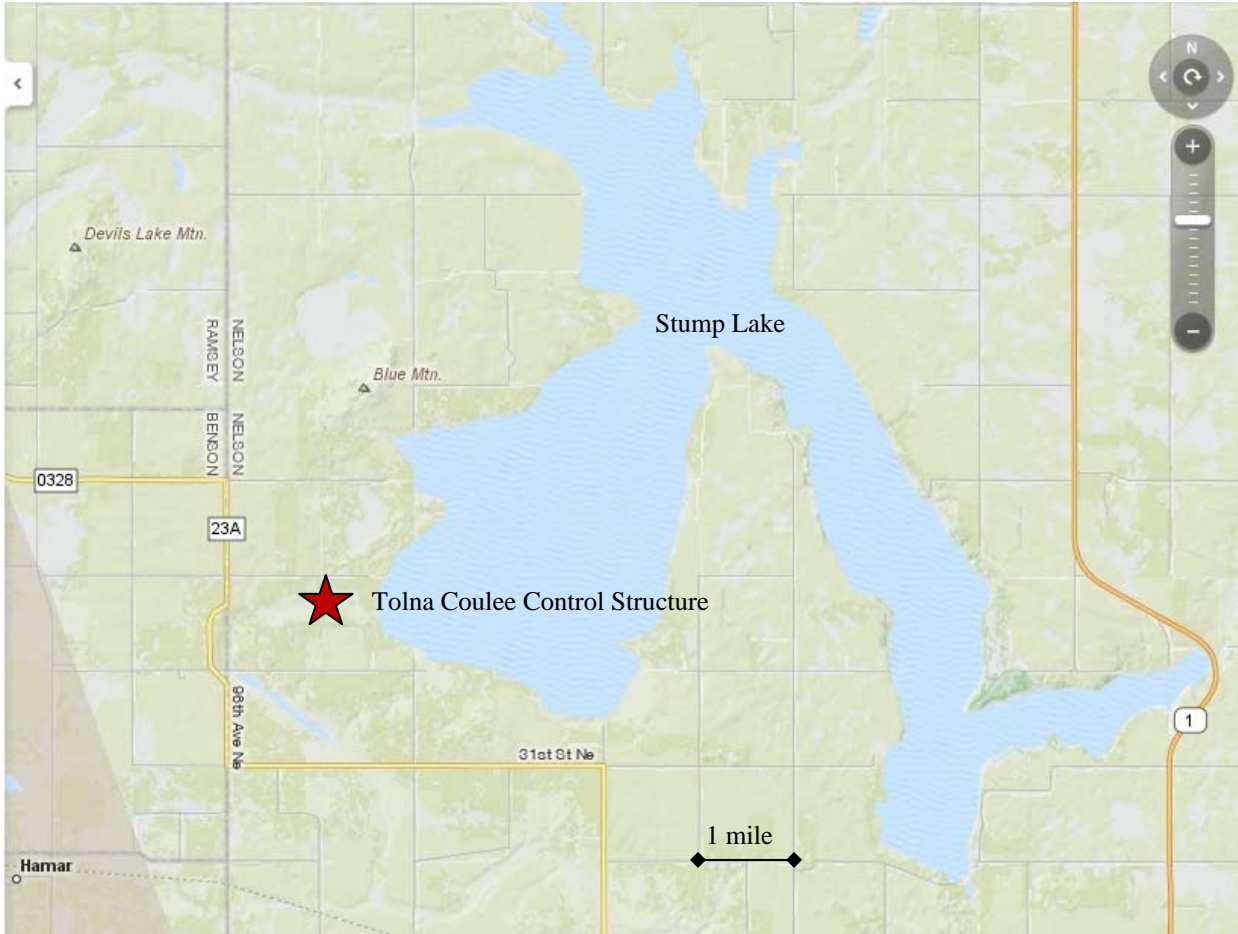 N
Devils Lake Mtn.
Stump Lake
NELSON
RAMSEY
Blue Mtn.
NELSON
BENSON
0328
23A
Tolna Coulee Control Structure
96th Ave Ne
1
31st St Ne
1 mile
Hamar